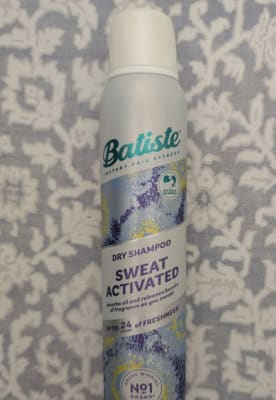 Batiste
INSTANT HAIR REFRESH
DRY SHAMPOO
SWEAT
ACTIVATED
absorbs oil and releases bursts
of fragrance as you sweat
UP TO 24 of FRESHNESS
No1
BRAND